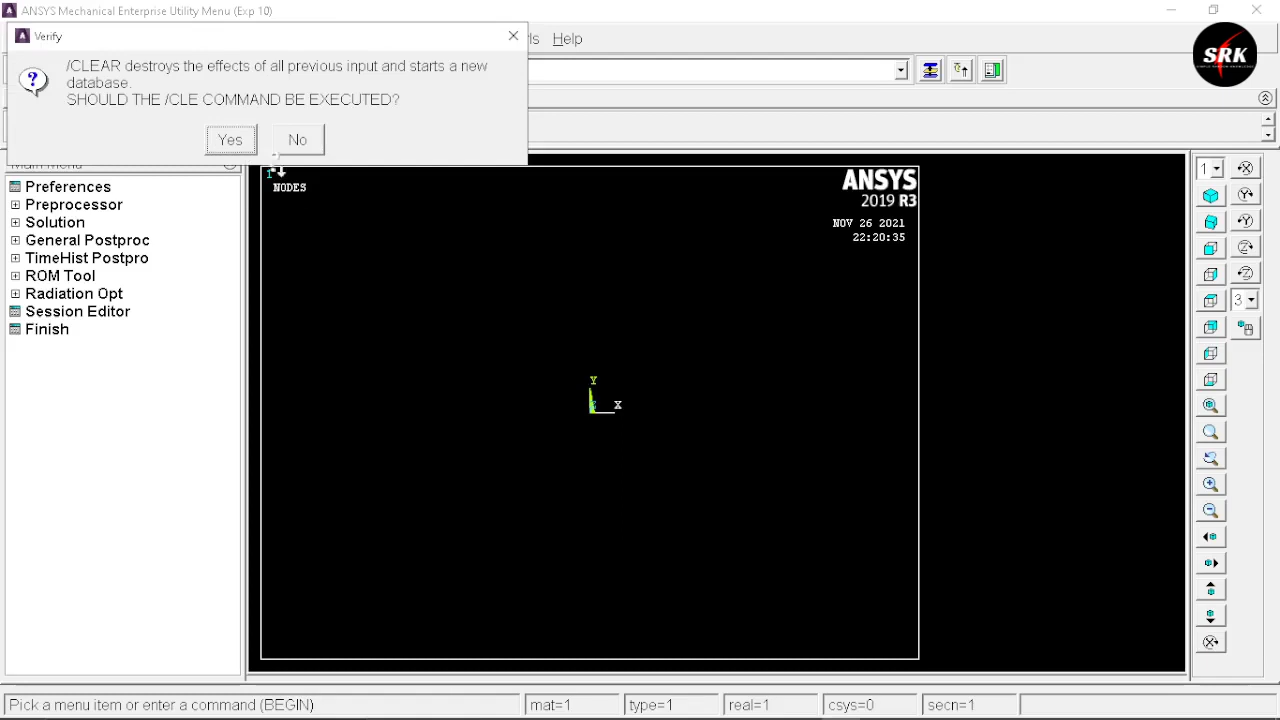 ANSYS Mechanical Enterprise Utility Menu (Exp 10)
Verify
Help
/CLEAR destroys the effects of all previous input and starts a new
database.
SHOULD THE /CLE COMMAND BE EXECUTED?
Yes
No
SRK
1
NODES
ANSYS
2019 R3
NOV 26 2021
22:20:35
Preferences
Preprocessor
Solution
General Postproc
TimeHist Postpro
ROM Tool
Radiation Opt
Session Editor
Finish
Y
X
1
3
Pick a menu item or enter a command (BEGIN)
mat=1
type=1
real=1
csys=0
secn=1